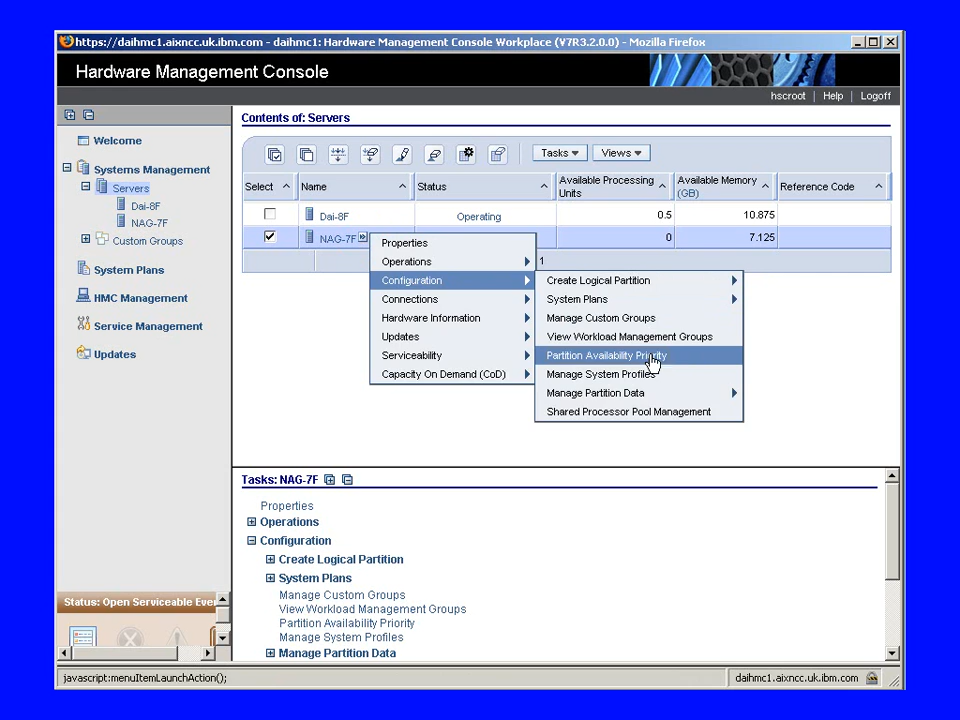 https://daihmc1.aixncc.uk.ibm.com - daihmc1: Hardware Management Console Workplace (V7R3.2.0.0) - Mozilla Firefox
Hardware Management Console
hscroot | Help | Logoff
Welcome
Systems Management
Servers
Dai-8F
NAG-7F
Custom Groups
System Plans
HMC Management
Service Management
Updates
Status: Open Serviceable Eve
Contents of: Servers
Tasks Views
Select Name Status Available Processing Units Available Memory (GB) Reference Code
Dai-8F Operating 0.5 10.875
NAG-7F 0 7.125
1
Properties
Operations
Configuration
Connections
Hardware Information
Updates
Serviceability
Capacity On Demand (CoD)
Create Logical Partition
System Plans
Manage Custom Groups
View Workload Management Groups
Partition Availability Priority
Manage System Profiles
Manage Partition Data
Shared Processor Pool Management
Tasks: NAG-7F
Properties
Operations
Configuration
Create Logical Partition
System Plans
Manage Custom Groups
View Workload Management Groups
Partition Availability Priority
Manage System Profiles
Manage Partition Data
javascript:menuItemLaunchAction();
daihmc1.aixncc.uk.ibm.com